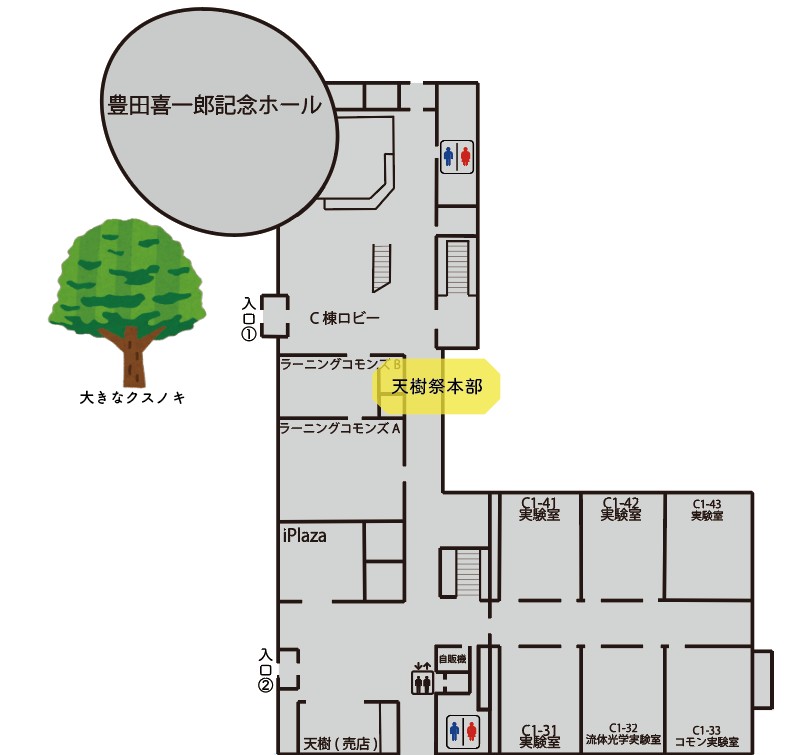 豊田喜一郎記念ホール
入口①
C棟ロビー
大きなクスノキ
ラーニングコモンズB
天樹祭本部
ラーニングコモンズA
iPlaza
C1-41
実験室
C1-42
実験室
C1-43
実験室
入口②
自販機
天樹(売店)
C1-31
実験室
C1-32
流体光学実験室
C1-33
コモン実験室